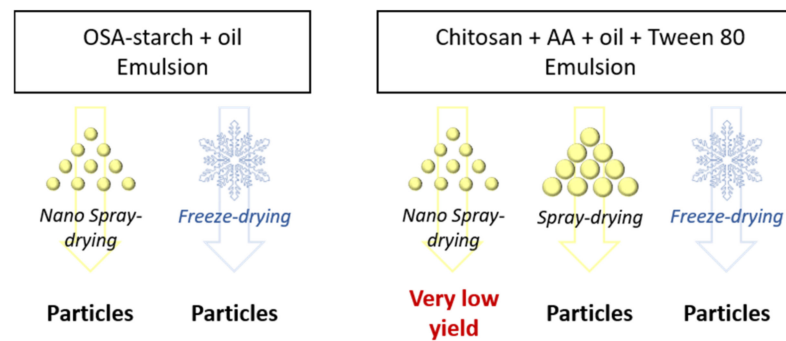 OSA-starch + oil
Emulsion
Chitosan + AA + oil + Tween 80
Emulsion
Nano Spray-
drying
Freeze-drying
Nano Spray-
drying
Spray-drying
Freeze-drying
Particles
Particles
Very low
yield
Particles
Particles